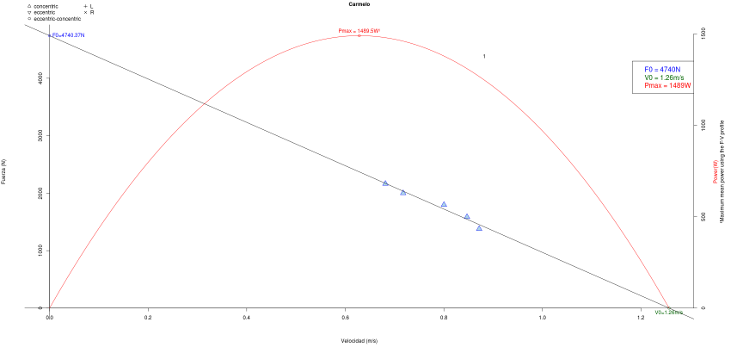 Carmelo
concentric
eccentric
eccentric-concentric
L
R
F0=4740.27N
Pmax = 1489.5W
1
F0 = 4740N
V0 = 1.26m/s
Pmax = 1489W
V0=1.26m/s
Fuerza (N)
0
1000
2000
3000
4000
0.0
0.2
0.4
0.6
0.8
1.0
1.2
Velocidad (m/s)
0
500
1000
1500
Power (W)
*Maximum mean power using the F-V profile